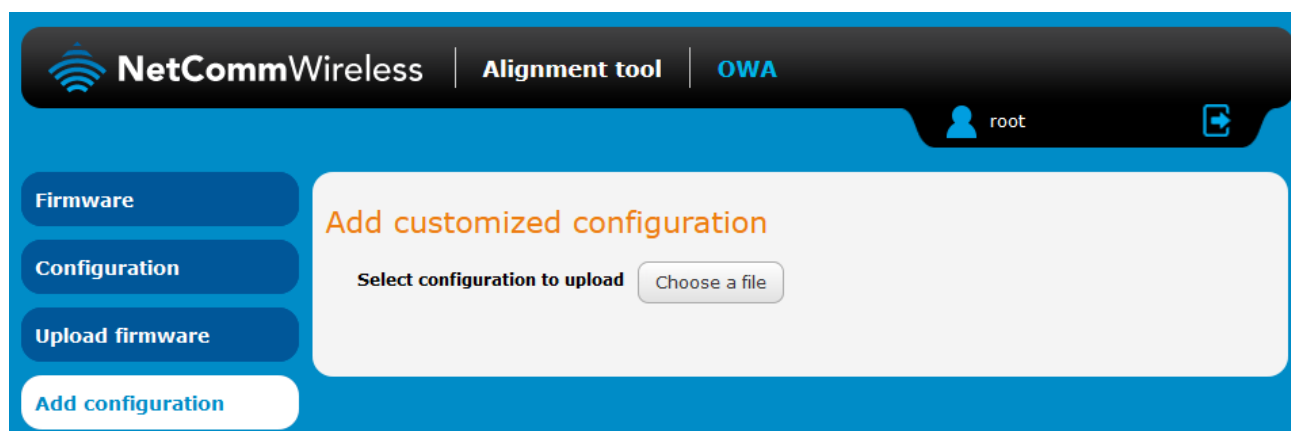 NetCommWireless Alignment tool OWA
root
Firmware
Configuration
Upload firmware
Add configuration
Add customized configuration
Select configuration to upload Choose a file